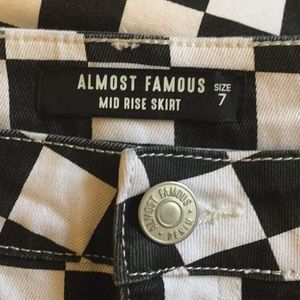 ALMOST FAMOUS
MID RISE SKIRT
SIZE
7
ALMOST FAMOUS
• DENIM •